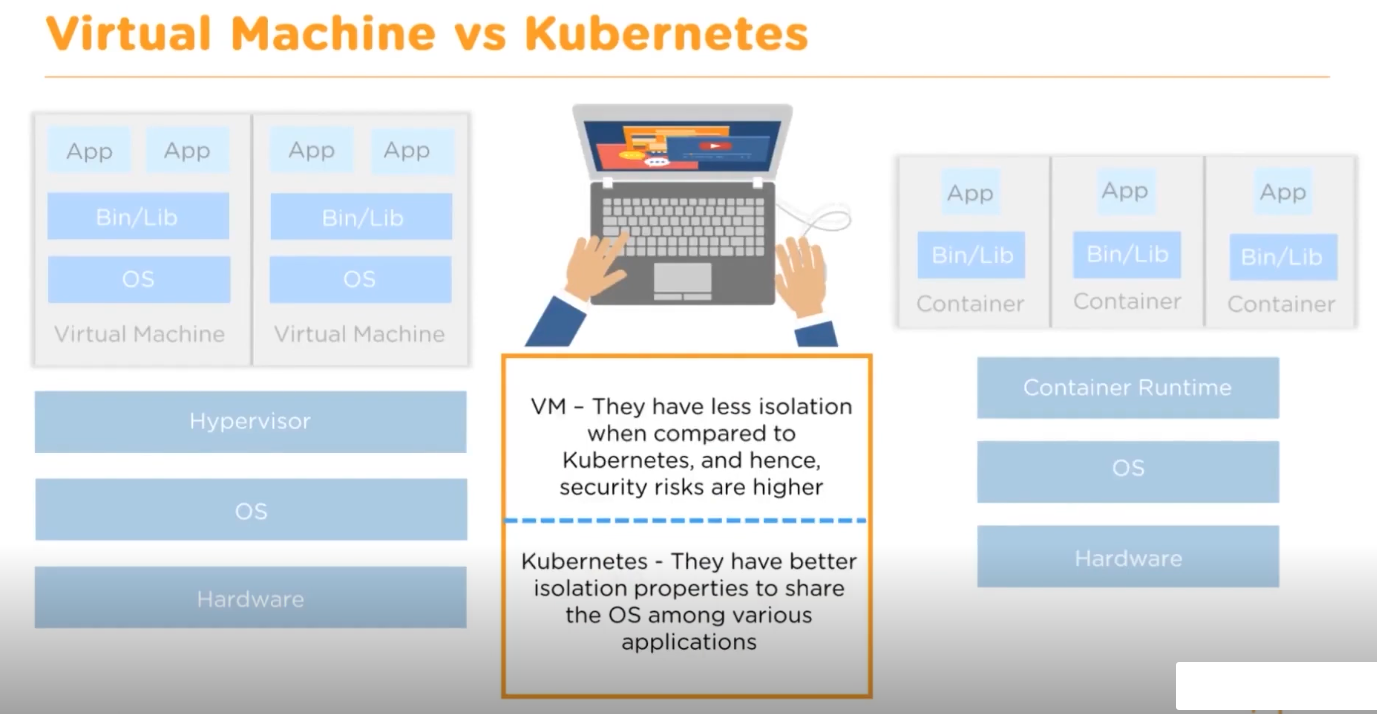 Virtual Machine vs Kubernetes
App App
Bin/Lib
OS
Virtual Machine
App App
Bin/Lib
OS
Virtual Machine
Hypervisor
OS
Hardware
VM – They have less isolation
when compared to
Kubernetes, and hence,
security risks are higher
Kubernetes - They have better
isolation properties to share
the OS among various
applications
App
Bin/Lib
Container
App
Bin/Lib
Container
App
Bin/Lib
Container
Container Runtime
OS
Hardware